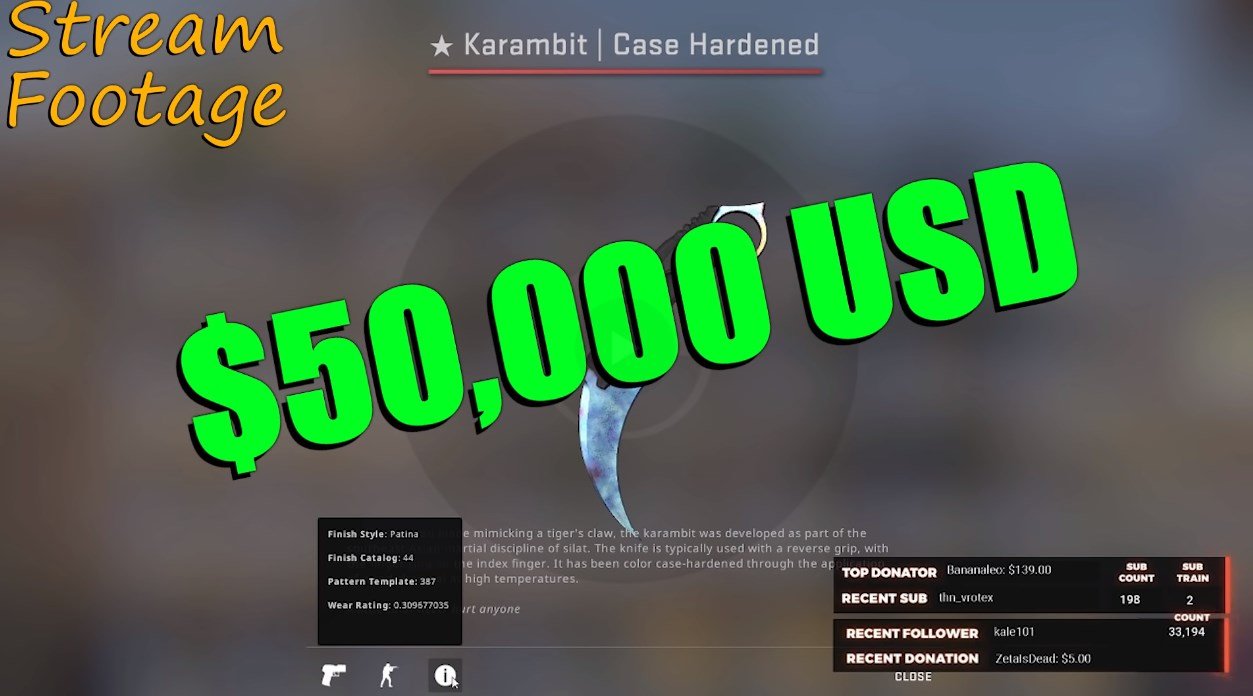 Stream
Footage
★ Karambit | Case Hardened
$50,000 USD
mimicking a tiger's claw, the karambit was developed as part of the
discipline of silat. The knife is typically used with a reverse grip, with
the index finger. It has been color case-hardened through the
high temperatures.
anyone
Finish Style: Patina
Finish Catalog: 44
Pattern Template: 387
Wear Rating: 0.309677035
TOP DONATOR Bananaleo: $139.00
RECENT SUB thn_vrotex
SUB COUNT
198
SUB TRAIN
2
RECENT FOLLOWER kale101
COUNT
33,194
RECENT DONATION ZetaIsDead: $5.00
CLOSE